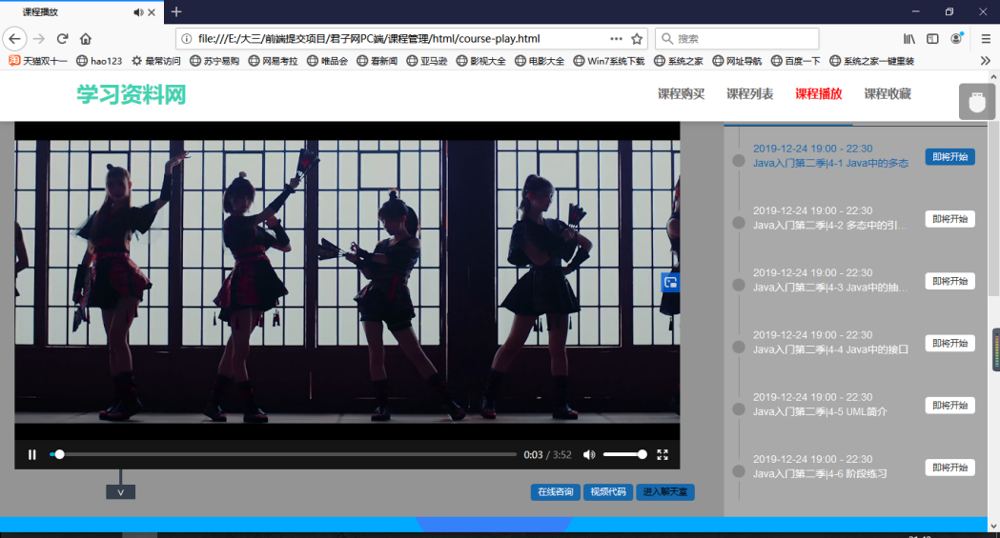 课程播放
file:///E:/大三/前端提交项目/君子网PC端/课程管理/html/course-play.html
搜索
天猫双十一 hao123 最常访问 苏宁易购 网易考拉 唯品会 看新闻 亚马逊 影视大全 电影大全 Win7系统下载 系统之家 网址导航 百度一下 系统之家一键重装
学习资料网
课程购买 课程列表 课程播放 课程收藏
2019-12-24 19:00 - 22:30
Java入门第二季|4-1 Java中的多态
即将开始
2019-12-24 19:00 - 22:30
Java入门第二季|4-2 多态中的引...
即将开始
2019-12-24 19:00 - 22:30
Java入门第二季|4-3 Java中的抽...
即将开始
2019-12-24 19:00 - 22:30
Java入门第二季|4-4 Java中的接口
即将开始
2019-12-24 19:00 - 22:30
Java入门第二季|4-5 UML简介
即将开始
2019-12-24 19:00 - 22:30
Java入门第二季|4-6 阶段练习
即将开始
0:03 / 3:52
在线咨询 视频代码 进入聊天室